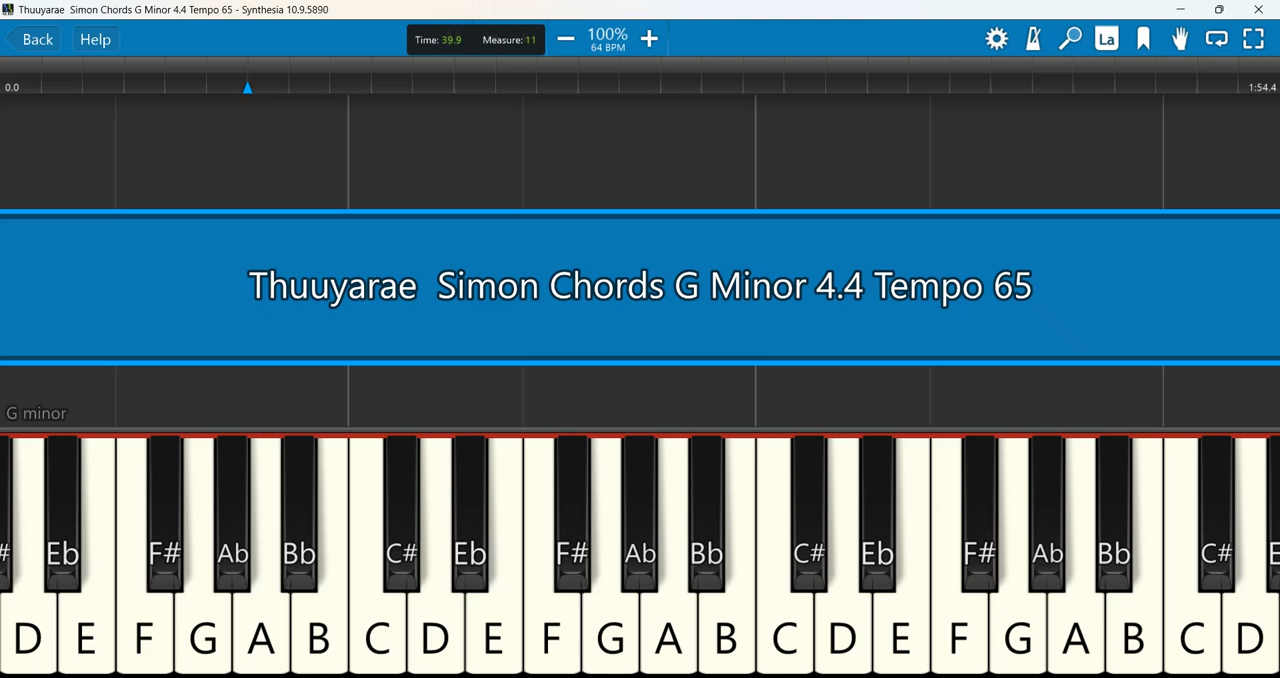 Thuuyarae  Simon Chords G Minor 4.4 Tempo 65 - Synthesia 10.9.5890
Back Help Time: 39.9 Measure: 11 100% La
64 BPM
0.0 1:54.4
Thuuyarae  Simon Chords G Minor 4.4 Tempo 65
G minor
# Eb F# Ab Bb C# Eb F# Ab Bb C# Eb F# Ab Bb C# E
D E F G A B C D E F G A B C D E F G A B C D